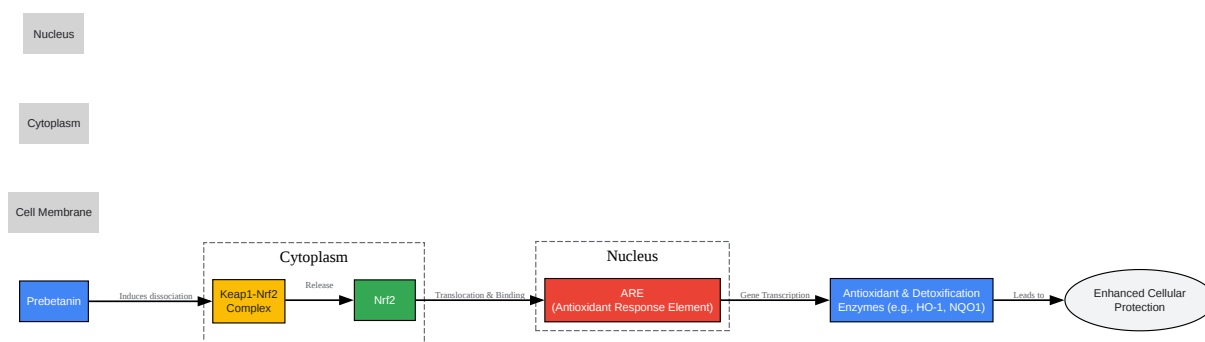 Nucleus
Cytoplasm
Cell Membrane
Cytoplasm
Nucleus
Prebetanin
Induces dissociation
Keap1-Nrf2
Complex
Release
Nrf2
Translocation & Binding
ARE
(Antioxidant Response Element)
Gene Transcription
Antioxidant & Detoxification
Enzymes (e.g., HO-1, NQO1)
Leads to
Enhanced Cellular
Protection